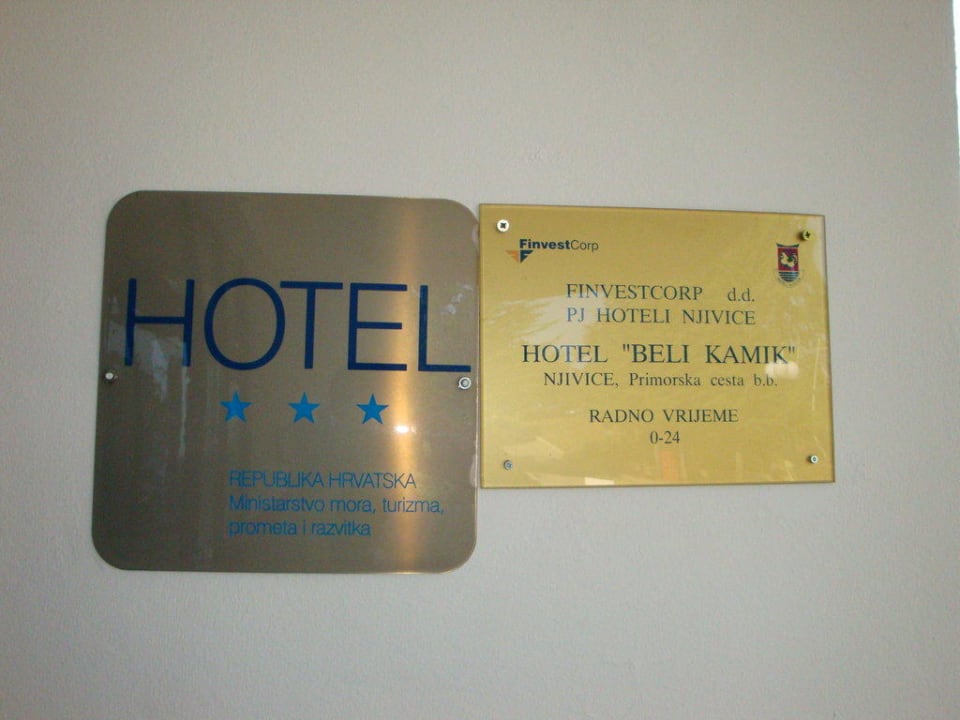 HOTEL
REPUBLIKA HRVATSKA
Ministarstvo mora, turizma,
prometa i razvitka
FinvestCorp
FINVESTCORP d.d.
PJ HOTELI NJIVICE
HOTEL "BELI KAMIK"
NJIVICE, Primorska cesta b.b.
RADNO VRIJEME
0-24